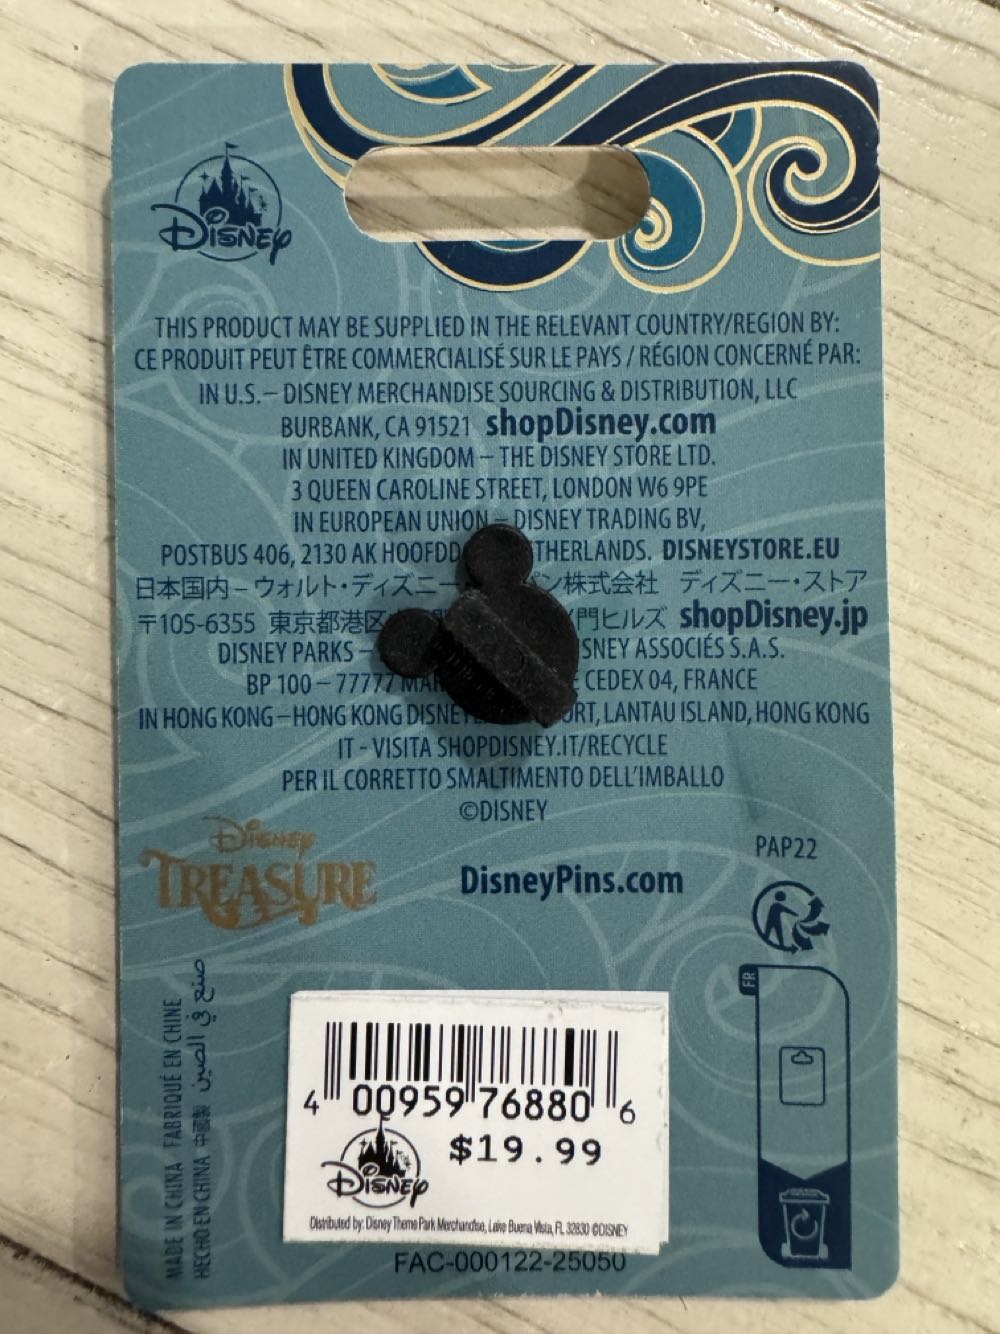 Disney
THIS PRODUCT MAY BE SUPPLIED IN THE RELEVANT COUNTRY/REGION BY:
CE PRODUIT PEUT ÊTRE COMMERCIALISÉ SUR LE PAYS / RÉGION CONCERNÉ PAR:
IN U.S.– DISNEY MERCHANDISE SOURCING & DISTRIBUTION, LLC
BURBANK, CA 91521 shopDisney.com
IN UNITED KINGDOM – THE DISNEY STORE LTD.
3 QUEEN CAROLINE STREET, LONDON W6 9PE
IN EUROPEAN UNION – DISNEY TRADING BV,
POSTBUS 406, 2130 AK HOOFDD THERLANDS. DISNEYSTORE.EU
日本国内 – ウォルト・ディズニー パン株式会社 ディズニー・ストア
〒105-6355 東京都港区 門ヒルズ shopDisney.jp
DISNEY PARKS – SNEY ASSOCIÉS S.A.S.
BP 100 – 77777 MAR CEDEX 04, FRANCE
IN HONG KONG – HONG KONG DISNEY ORT, LANTAU ISLAND, HONG KONG
IT - VISITA SHOPDISNEY.IT/RECYCLE
PER IL CORRETTO SMALTIMENTO DELL'IMBALLO
©DISNEY
Disney
TREASURE
DisneyPins.com
PAP22
FR
MADE IN CHINA FABRIQUÉ EN CHINE
HECHO EN CHINA 中國製 صنع في الصين
4 00959 76880 6
$19.99
Disney
Distributed by: Disney Theme Park Merchandise, Lake Buena Vista, FL 32830 ©DISNEY
FAC-000122-25050